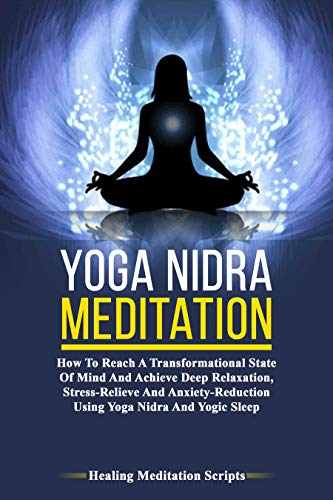 YOGA NIDRA
MEDITATION
How To Reach A Transformational State
Of Mind And Achieve Deep Relaxation,
Stress-Relieve And Anxiety-Reduction
Using Yoga Nidra And Yogic Sleep
Healing Meditation Scripts